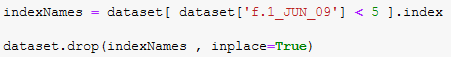 indexNames = dataset[ dataset['f.1_JUN_09'] < 5 ].index
dataset.drop(indexNames , inplace=True)